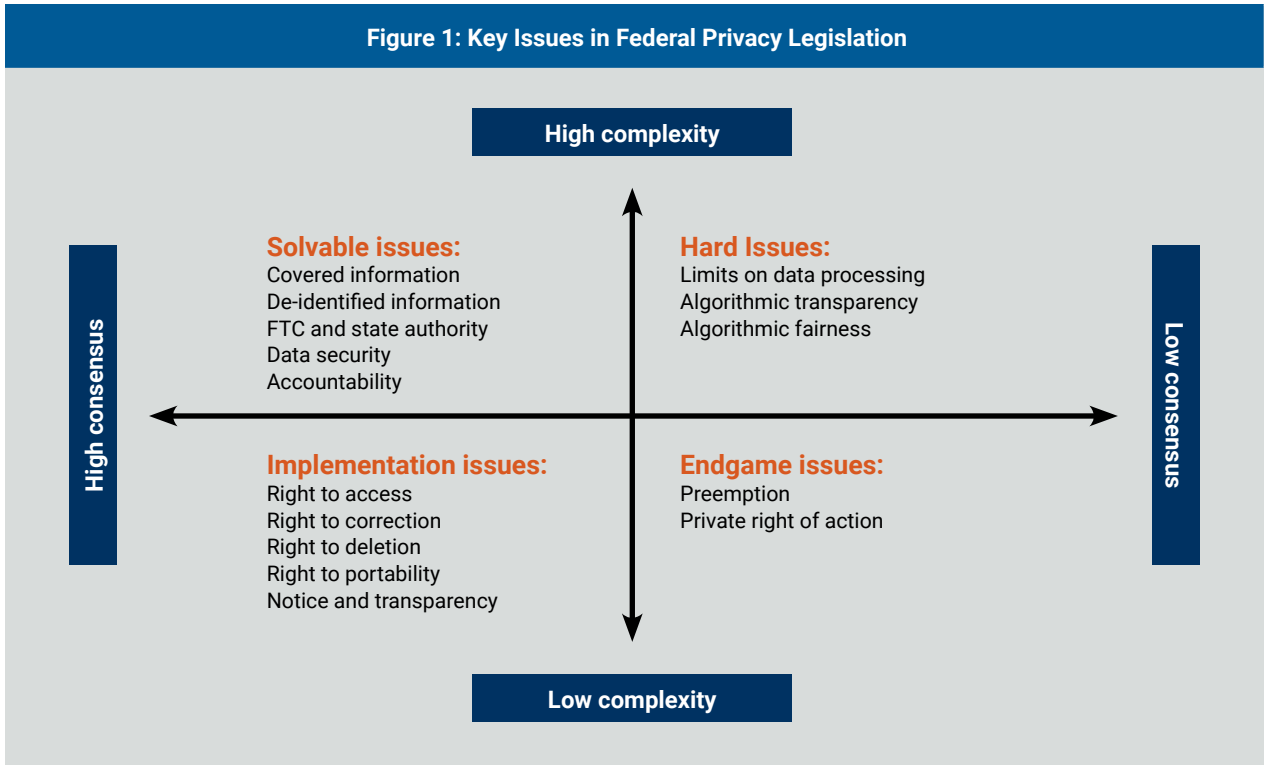 Figure 1: Key Issues in Federal Privacy Legislation
High complexity
High consensus
Solvable issues:
Covered information
De-identified information
FTC and state authority
Data security
Accountability
Hard Issues:
Limits on data processing
Algorithmic transparency
Algorithmic fairness
Low consensus
Implementation issues:
Right to access
Right to correction
Right to deletion
Right to portability
Notice and transparency
Endgame issues:
Preemption
Private right of action
Low complexity